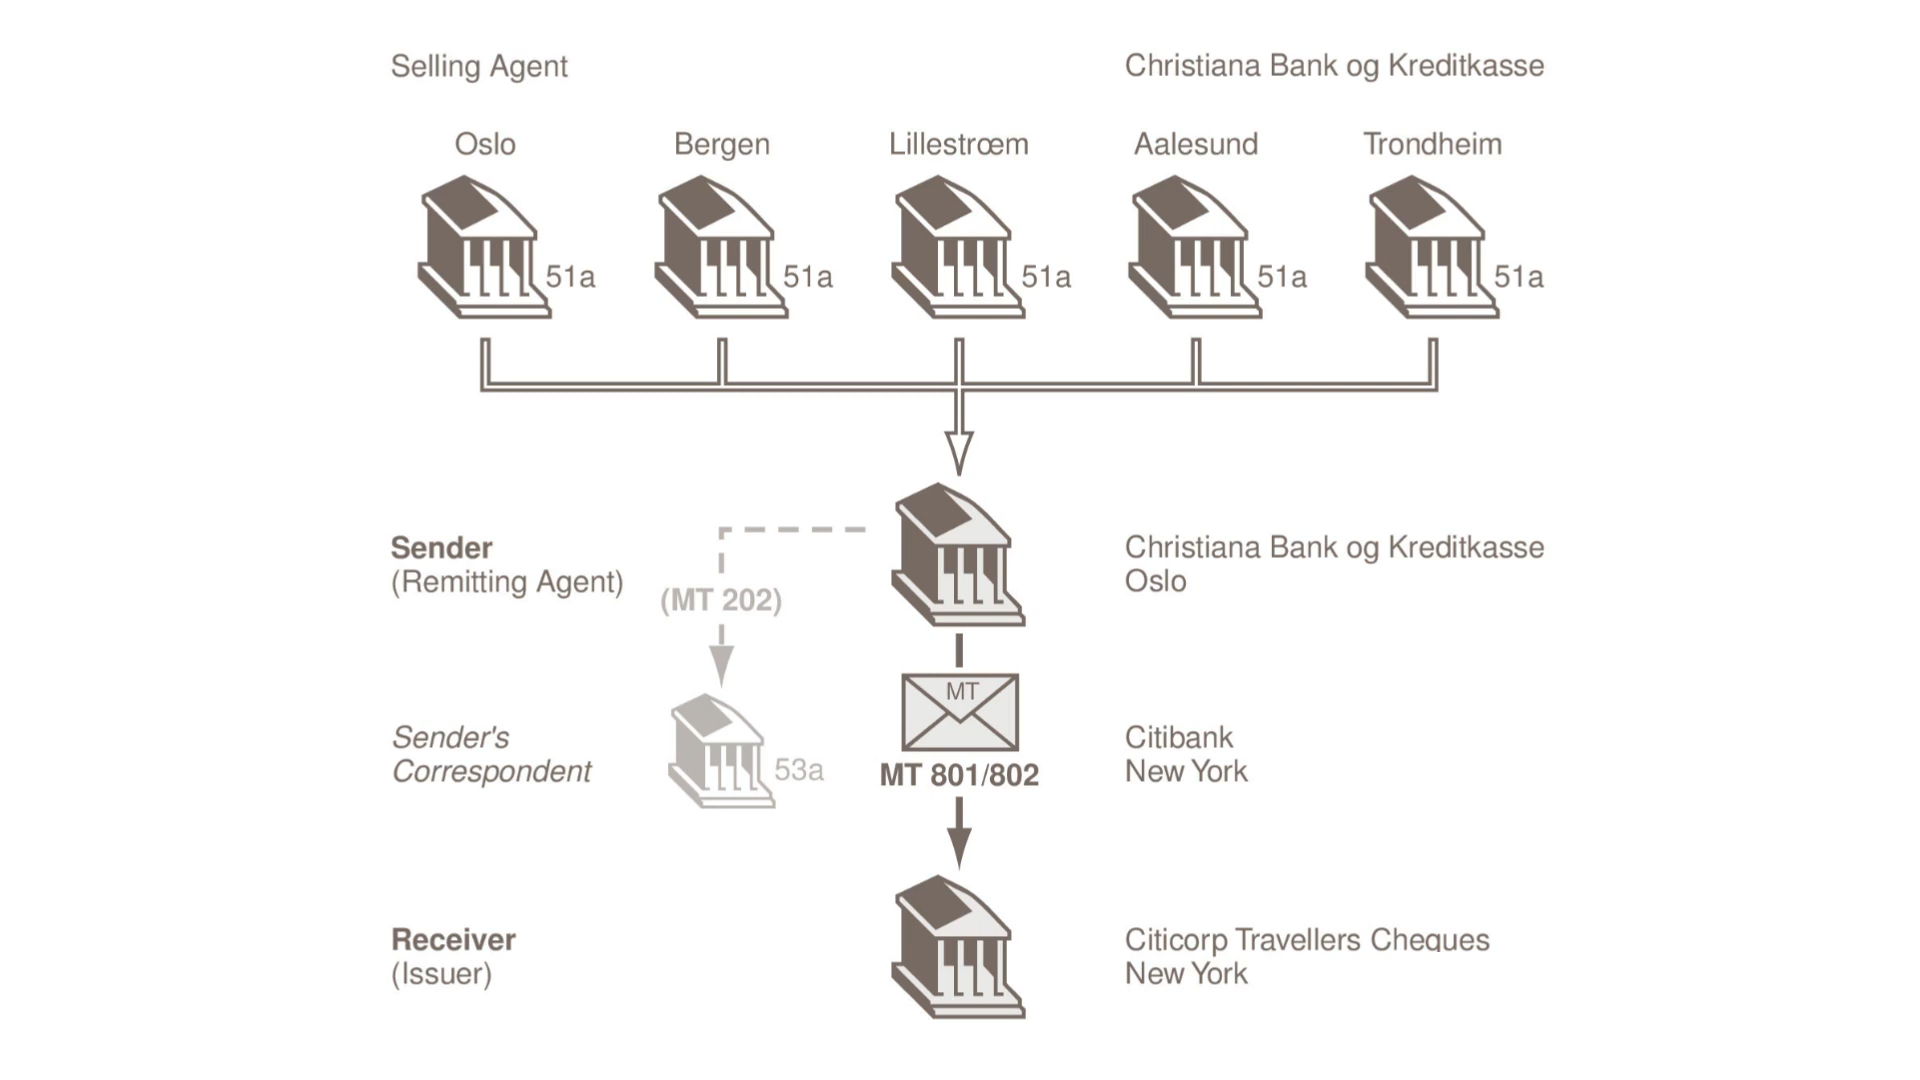 Selling Agent
Christiana Bank og Kreditkasse
Oslo
Bergen
Lillestrœm
Aalesund
Trondheim
51a
51a
51a
51a
51a
Sender
(Remitting Agent)
(MT 202)
Christiana Bank og Kreditkasse
Oslo
MT
Sender's
Correspondent
53a
MT 801/802
Citibank
New York
Receiver
(Issuer)
Citicorp Travellers Cheques
New York